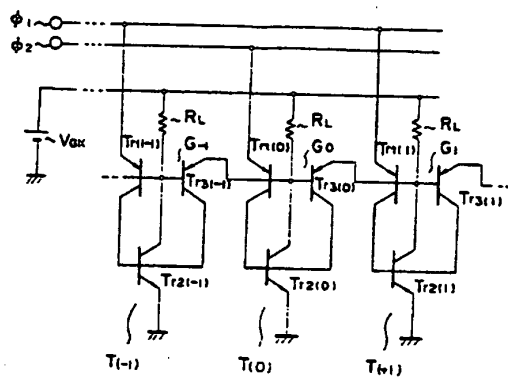 ϕ1
ϕ2
VGK
RL RL RL
Tr1(-1) G-1 Tr1(0) G0 Tr1(1) G1
Tr3(-1) Tr3(0) Tr3(1)
Tr2(-1) Tr2(0) Tr2(1)
T(-1) T(0) T(+1)